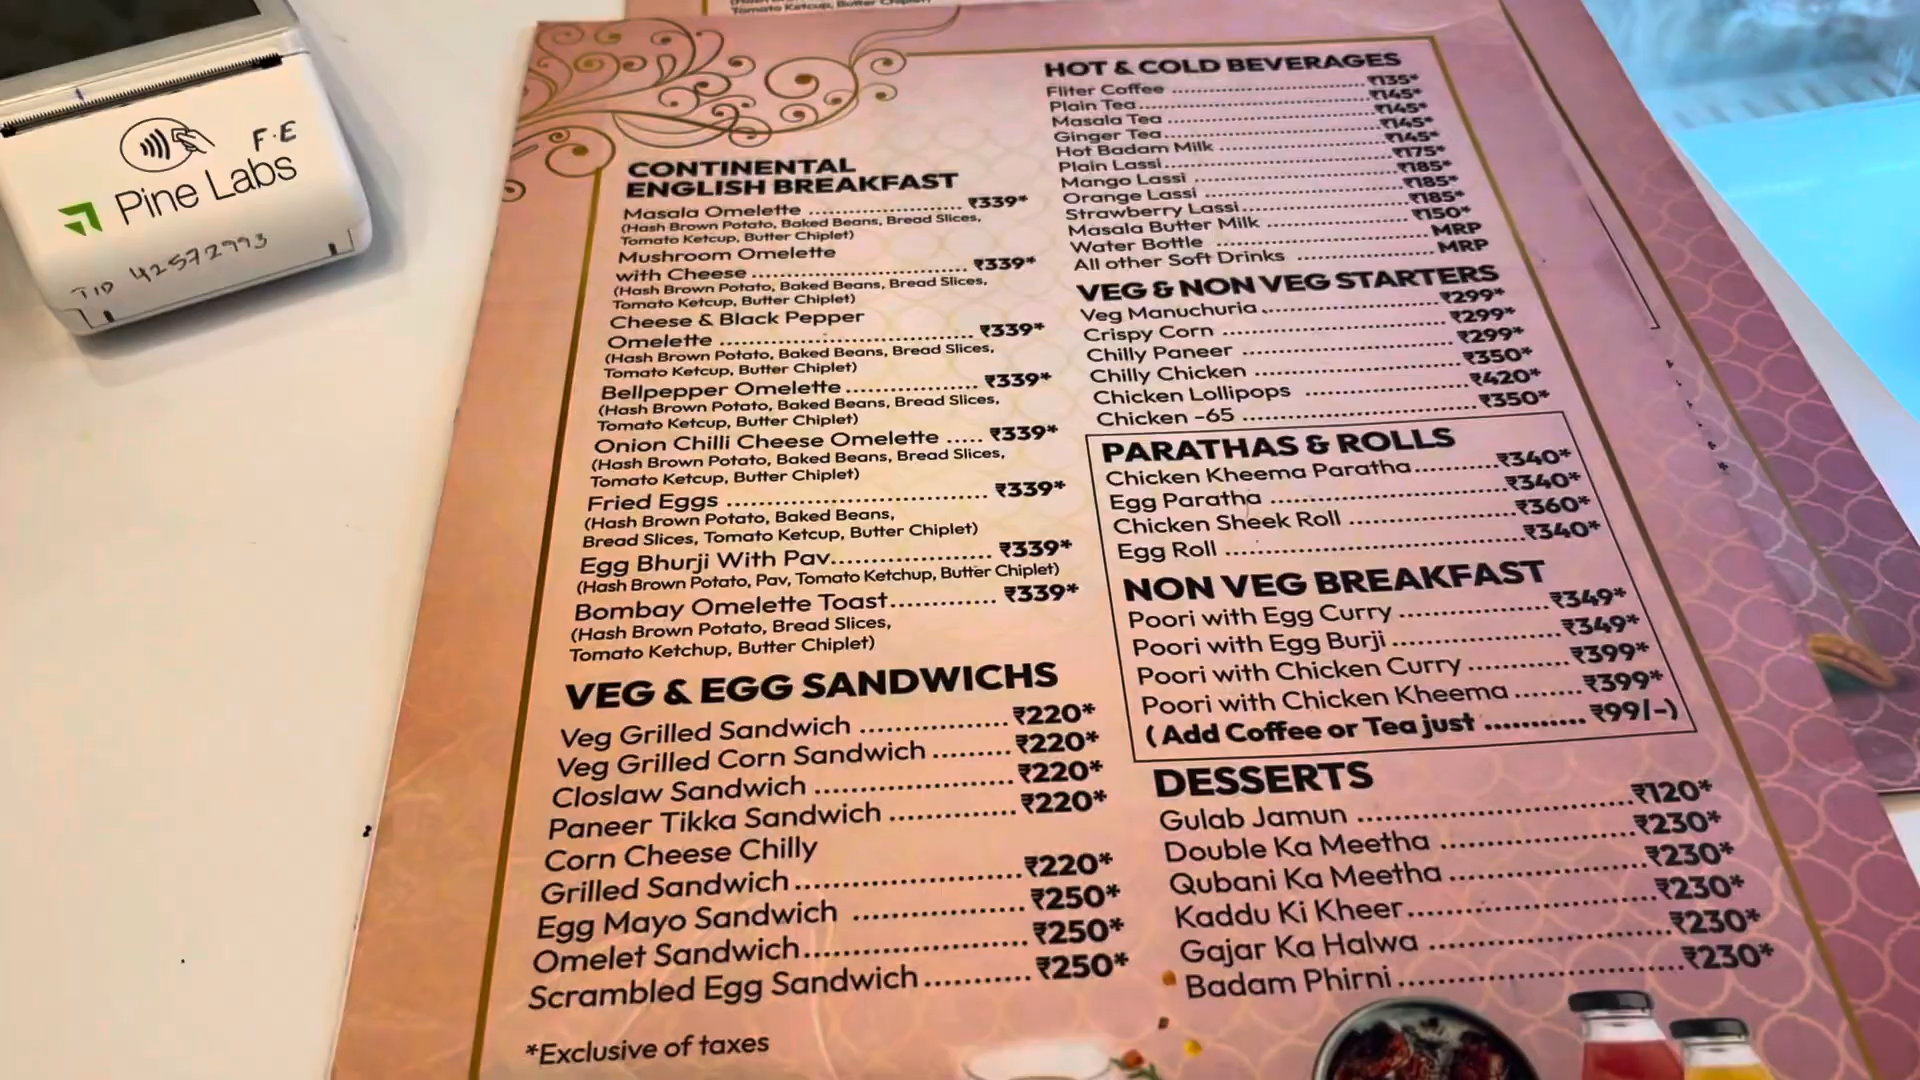 Tomato Ketcup, Butter Chiplet)
F.E
Pine Labs
TID 42572993
CONTINENTAL
ENGLISH BREAKFAST
Masala Omelette .................... ₹339*
(Hash Brown Potato, Baked Beans, Bread Slices,
Tomato Ketcup, Butter Chiplet)
Mushroom Omelette
with Cheese ............................ ₹339*
(Hash Brown Potato, Baked Beans, Bread Slices,
Tomato Ketcup, Butter Chiplet)
Cheese & Black Pepper
Omelette ................................. ₹339*
(Hash Brown Potato, Baked Beans, Bread Slices,
Tomato Ketcup, Butter Chiplet)
Bellpepper Omelette ................. ₹339*
(Hash Brown Potato, Baked Beans, Bread Slices,
Tomato Ketcup, Butter Chiplet)
Onion Chilli Cheese Omelette ..... ₹339*
(Hash Brown Potato, Baked Beans, Bread Slices,
Tomato Ketcup, Butter Chiplet)
Fried Eggs ................................ ₹339*
(Hash Brown Potato, Baked Beans,
Bread Slices, Tomato Ketcup, Butter Chiplet)
Egg Bhurji With Pav.................... ₹339*
(Hash Brown Potato, Pav, Tomato Ketchup, Butter Chiplet)
Bombay Omelette Toast............. ₹339*
(Hash Brown Potato, Bread Slices,
Tomato Ketchup, Butter Chiplet)
VEG & EGG SANDWICHS
Veg Grilled Sandwich .................. ₹220*
Veg Grilled Corn Sandwich ......... ₹220*
Closlaw Sandwich ....................... ₹220*
Paneer Tikka Sandwich ............... ₹220*
Corn Cheese Chilly
Grilled Sandwich .......................... ₹220*
Egg Mayo Sandwich ................... ₹250*
Omelet Sandwich......................... ₹250*
Scrambled Egg Sandwich ........... ₹250*
*Exclusive of taxes
HOT & COLD BEVERAGES
Fliter Coffee .............................. ₹135*
Plain Tea.................................... ₹145*
Masala Tea ................................ ₹145*
Ginger Tea................................. ₹145*
Hot Badam Milk ......................... ₹145*
Plain Lassi.................................. ₹175*
Mango Lassi .............................. ₹185*
Orange Lassi ............................. ₹185*
Strawberry Lassi........................ ₹185*
Masala Butter Milk ..................... ₹150*
Water Bottle .............................. MRP
All other Soft Drinks ................... MRP
VEG & NON VEG STARTERS
Veg Manuchuria......................... ₹299*
Crispy Corn ............................... ₹299*
Chilly Paneer ............................. ₹299*
Chilly Chicken ........................... ₹350*
Chicken Lollipops ...................... ₹420*
Chicken -65 .............................. ₹350*
PARATHAS & ROLLS
Chicken Kheema Paratha........... ₹340*
Egg Paratha .............................. ₹340*
Chicken Sheek Roll .................... ₹360*
Egg Roll ..................................... ₹340*
NON VEG BREAKFAST
Poori with Egg Curry .................. ₹349*
Poori with Egg Burji .................... ₹349*
Poori with Chicken Curry ............ ₹399*
Poori with Chicken Kheema ........ ₹399*
( Add Coffee or Tea just ........... ₹99/-)
DESSERTS
Gulab Jamun ............................. ₹120*
Double Ka Meetha ..................... ₹230*
Qubani Ka Meetha ..................... ₹230*
Kaddu Ki Kheer.......................... ₹230*
Gajar Ka Halwa ......................... ₹230*
Badam Phirni ............................. ₹230*